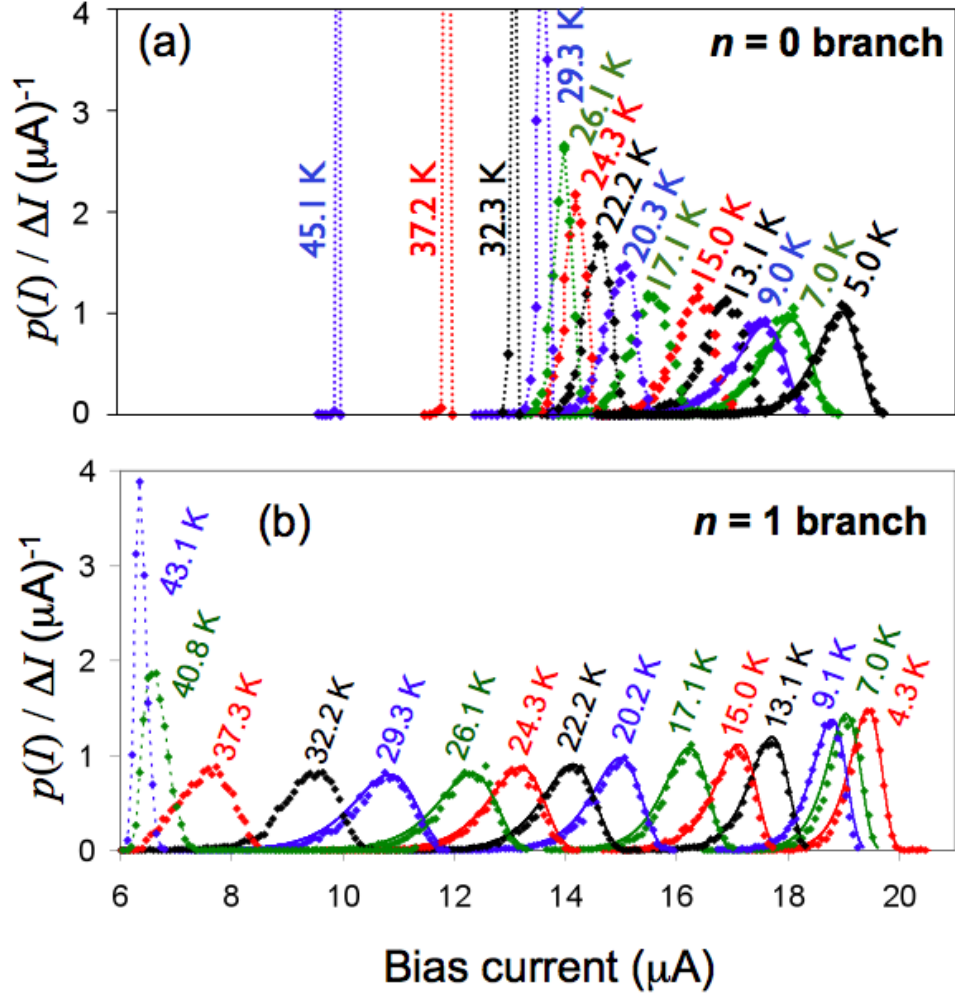 (a)
n = 0 branch
p(I) / ΔI (μA)⁻¹
4
3
2
1
0
45.1 K
37.2 K
32.3 K
29.3 K
26.1 K
24.3 K
22.2 K
20.3 K
17.1 K
15.0 K
13.1 K
9.0 K
7.0 K
5.0 K
(b)
n = 1 branch
p(I) / ΔI (μA)⁻¹
4
3
2
1
0
43.1 K
40.8 K
37.3 K
32.2 K
29.3 K
26.1 K
24.3 K
22.2 K
20.2 K
17.1 K
15.0 K
13.1 K
9.1 K
7.0 K
4.3 K
6 8 10 12 14 16 18 20
Bias current (μA)